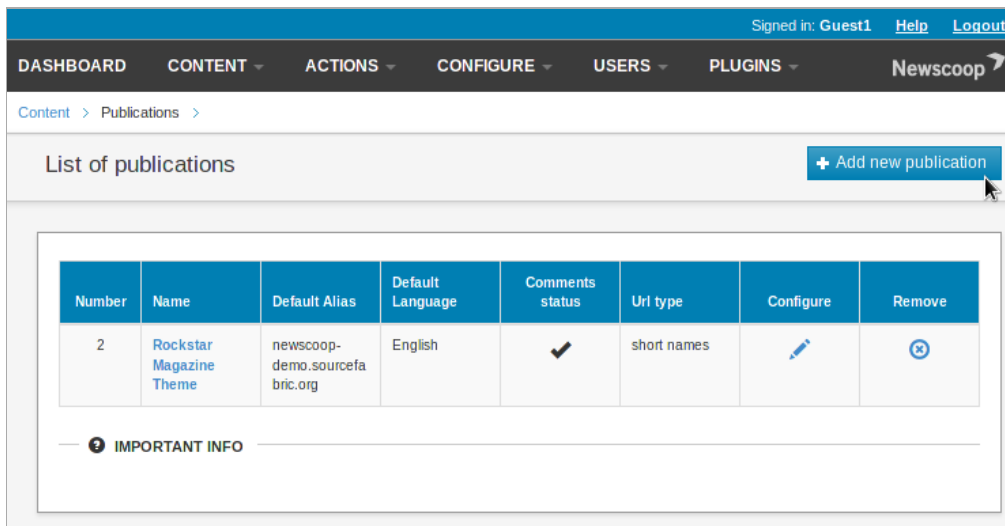 Signed in: Guest1 Help Logout
DASHBOARD CONTENT ACTIONS CONFIGURE USERS PLUGINS Newscoop
Content > Publications >
List of publications
+ Add new publication
Number Name Default Alias Default Language Comments status Url type Configure Remove
2 Rockstar Magazine Theme newscoop-demo.sourcefabric.org English short names
IMPORTANT INFO